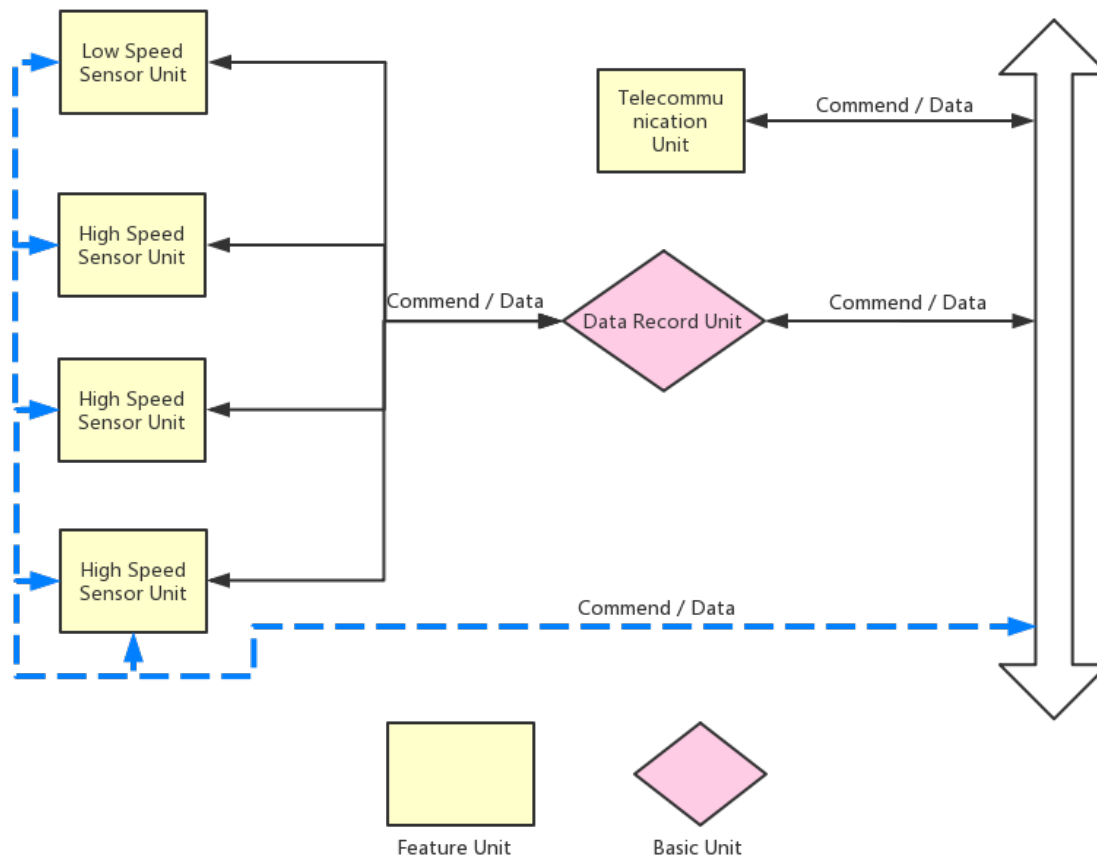 Low Speed
Sensor Unit
Telecommu
nication
Unit
Commend / Data
High Speed
Sensor Unit
Commend / Data
Data Record Unit
Commend / Data
High Speed
Sensor Unit
High Speed
Sensor Unit
Commend / Data
Feature Unit
Basic Unit